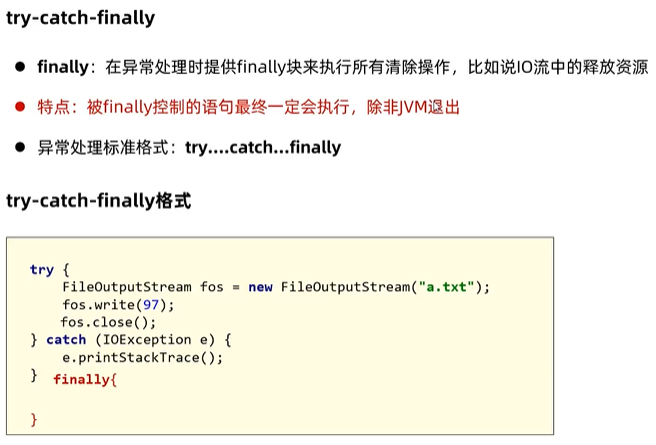 try-catch-finally
● finally：在异常处理时提供finally块来执行所有清除操作，比如说IO流中的释放资源
● 特点：被finally控制的语句最终一定会执行，除非JVM退出
● 异常处理标准格式：try....catch...finally
try-catch-finally格式
try {
    FileOutputStream fos = new FileOutputStream("a.txt");
    fos.write(97);
    fos.close();
} catch (IOException e) {
    e.printStackTrace();
} finally{
}